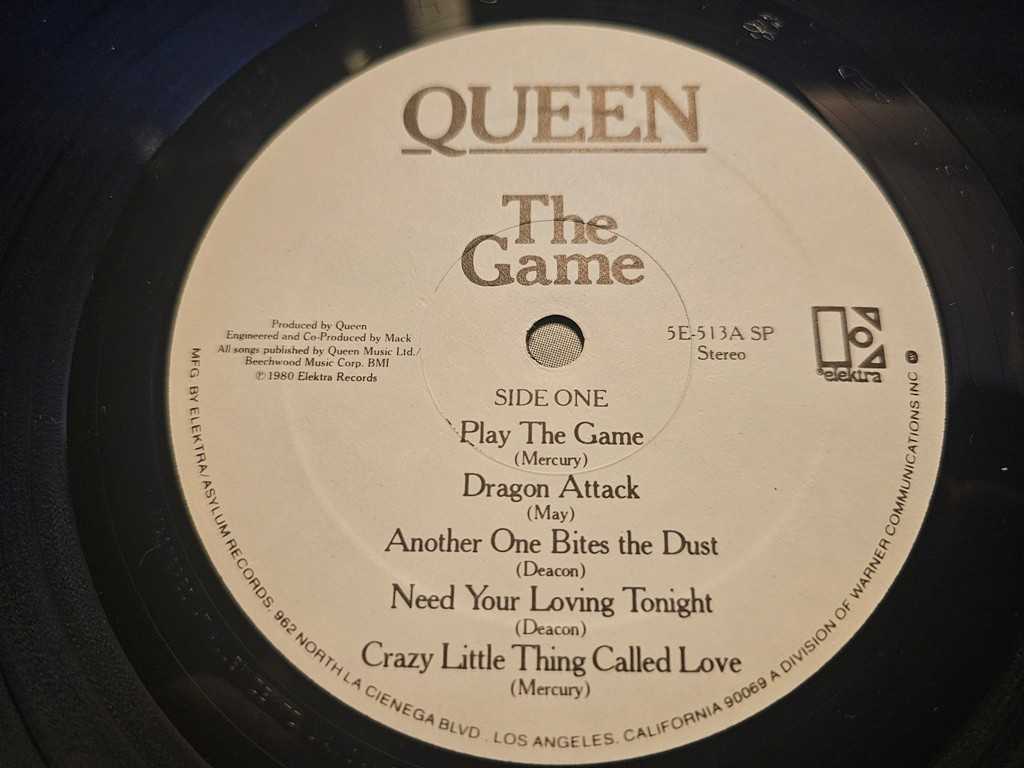 QUEEN
The
Game
Produced by Queen
Engineered and Co-Produced by Mack
All songs published by Queen Music Ltd./
Beechwood Music Corp. BMI
℗ 1980 Elektra Records
5E-513A SP
Stereo
®elektra
SIDE ONE
Play The Game
(Mercury)
Dragon Attack
(May)
Another One Bites the Dust
(Deacon)
Need Your Loving Tonight
(Deacon)
Crazy Little Thing Called Love
(Mercury)
MFG. BY ELEKTRA/ASYLUM RECORDS, 962 NORTH LA CIENEGA BLVD., LOS ANGELES, CALIFORNIA 90069 A DIVISION OF WARNER COMMUNICATIONS INC